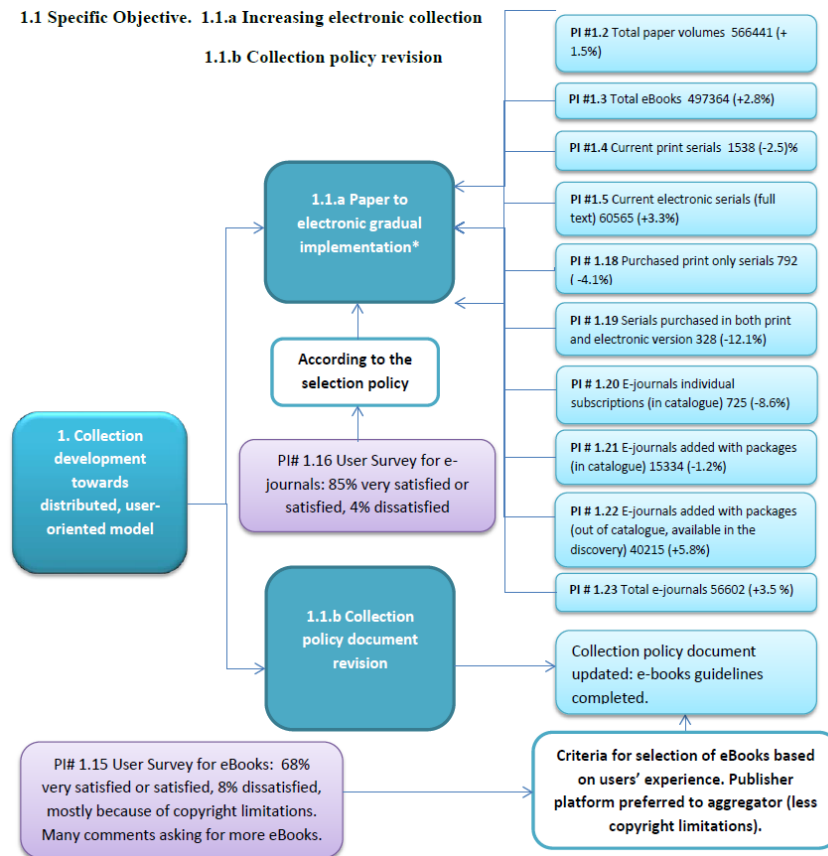 1.1 Specific Objective. 1.1.a Increasing electronic collection
1.1.b Collection policy revision
PI #1.2 Total paper volumes 566441 (+
1.5%)
PI #1.3 Total eBooks 497364 (+2.8%)
PI #1.4 Current print serials 1538 (-2.5)%
PI #1.5 Current electronic serials (full
text) 60565 (+3.3%)
PI # 1.18 Purchased print only serials 792
( -4.1%)
PI # 1.19 Serials purchased in both print
and electronic version 328 (-12.1%)
PI # 1.20 E-journals individual
subscriptions (in catalogue) 725 (-8.6%)
PI # 1.21 E-journals added with packages
(in catalogue) 15334 (-1.2%)
PI # 1.22 E-journals added with packages
(out of catalogue, available in the
discovery) 40215 (+5.8%)
PI # 1.23 Total e-journals 56602 (+3.5 %)
1.1.a Paper to
electronic gradual
implementation*
According to the
selection policy
PI# 1.16 User Survey for e-
journals: 85% very satisfied or
satisfied, 4% dissatisfied
1. Collection
development
towards
distributed, user-
oriented model
1.1.b Collection
policy document
revision
Collection policy document
updated: e-books guidelines
completed.
PI# 1.15 User Survey for eBooks: 68%
very satisfied or satisfied, 8% dissatisfied,
mostly because of copyright limitations.
Many comments asking for more eBooks.
Criteria for selection of eBooks based
on users' experience. Publisher
platform preferred to aggregator (less
copyright limitations).